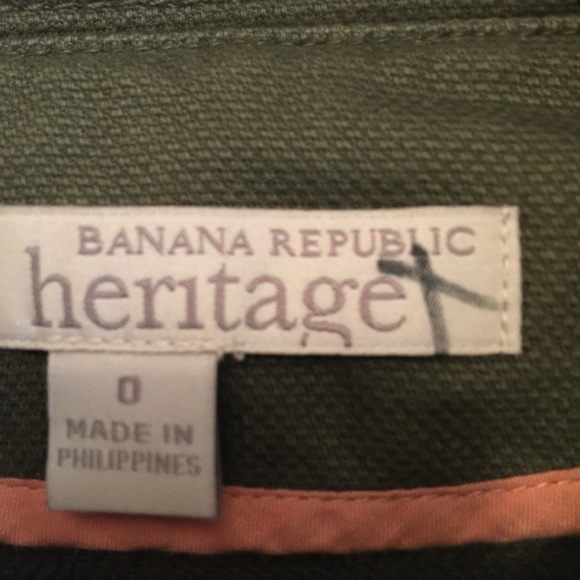 BANANA REPUBLIC
heritage
0
MADE IN
PHILIPPINES